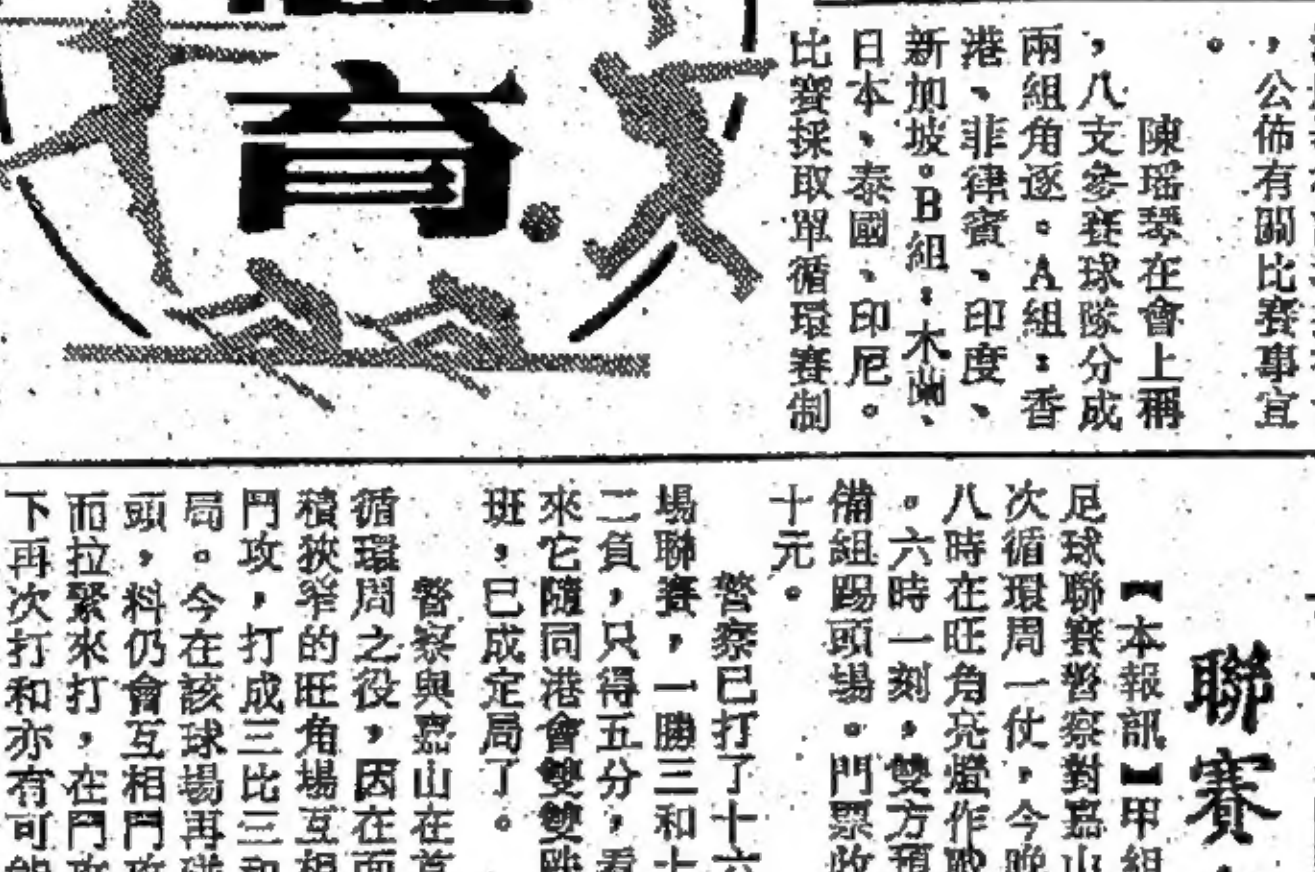 ，公佈有關比賽事宜
。
陳瑶琴在會上稱
，八支參賽球隊分成
兩組角逐。A組：香
港、菲律賓、印度、
新加坡。B組：木蘭、
日本、泰國、印尼。
比賽採取單循環賽制
育
聯賽
【本報訊】甲組
足球聯賽警察對嘉山
次循環周一仗，今晚
八時在旺角亮燈作戰
。六時一刻，雙方預
備組踢頭場。門票收
十元。
警察已打了十六
場聯賽，一勝三和十
二負，只得五分，看
來它隨同港會雙雙
班，已成定局了。
警察與嘉山在首
循環周之役，因在面
積狹窄的旺角場互相
門攻，打成三比三和
局。今在該球場再碰
頭，料仍會互相鬥攻
而拉緊來打，在鬥攻
下再次打和亦有可能